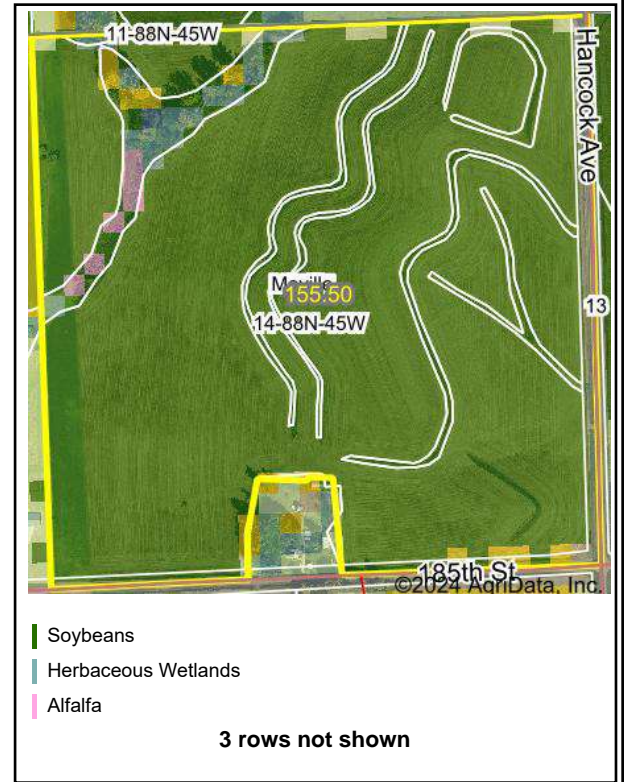 11-88N-45W
Hancock Ave
155.50
14-88N-45W
13
185th St
©2024 AgriData, Inc.
Soybeans
Herbaceous Wetlands
Alfalfa
3 rows not shown